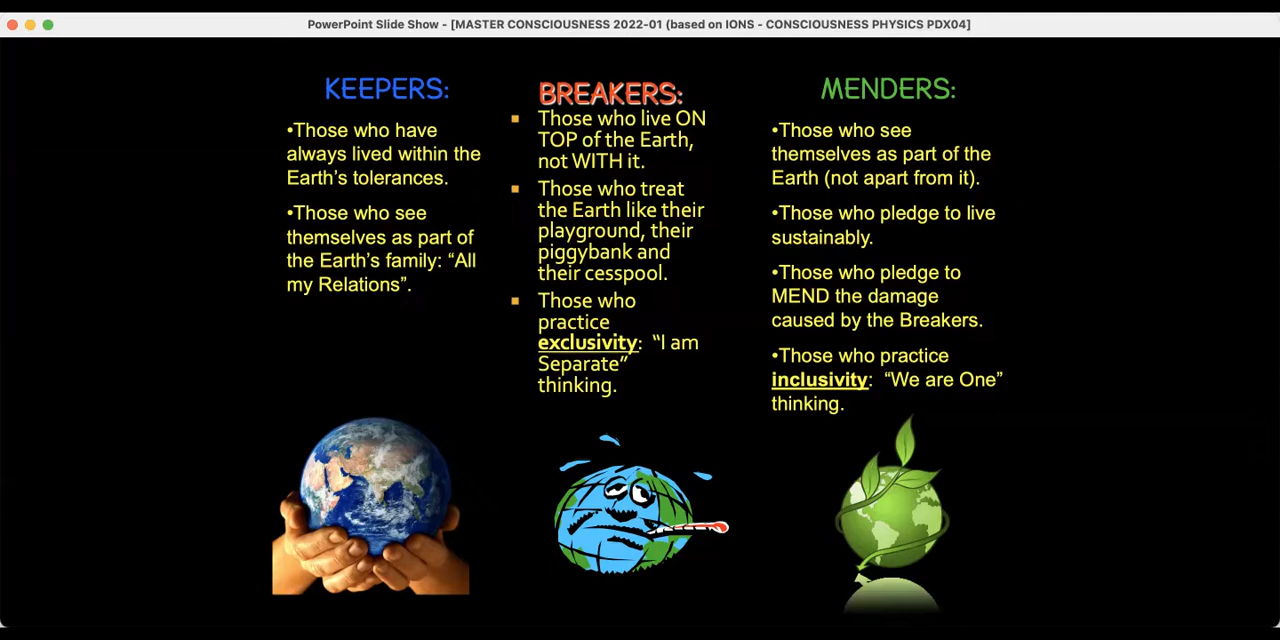 PowerPoint Slide Show - [MASTER CONSCIOUSNESS 2022-01 (based on IONS - CONSCIOUSNESS PHYSICS PDX04]
KEEPERS:
•Those who have
always lived within the
Earth’s tolerances.
•Those who see
themselves as part of
the Earth’s family: “All
my Relations”.
BREAKERS:
▪ Those who live ON
TOP of the Earth,
not WITH it.
▪ Those who treat
the Earth like their
playground, their
piggybank and
their cesspool.
▪ Those who
practice
exclusivity: “I am
Separate”
thinking.
MENDERS:
•Those who see
themselves as part of the
Earth (not apart from it).
•Those who pledge to live
sustainably.
•Those who pledge to
MEND the damage
caused by the Breakers.
•Those who practice
inclusivity: “We are One”
thinking.